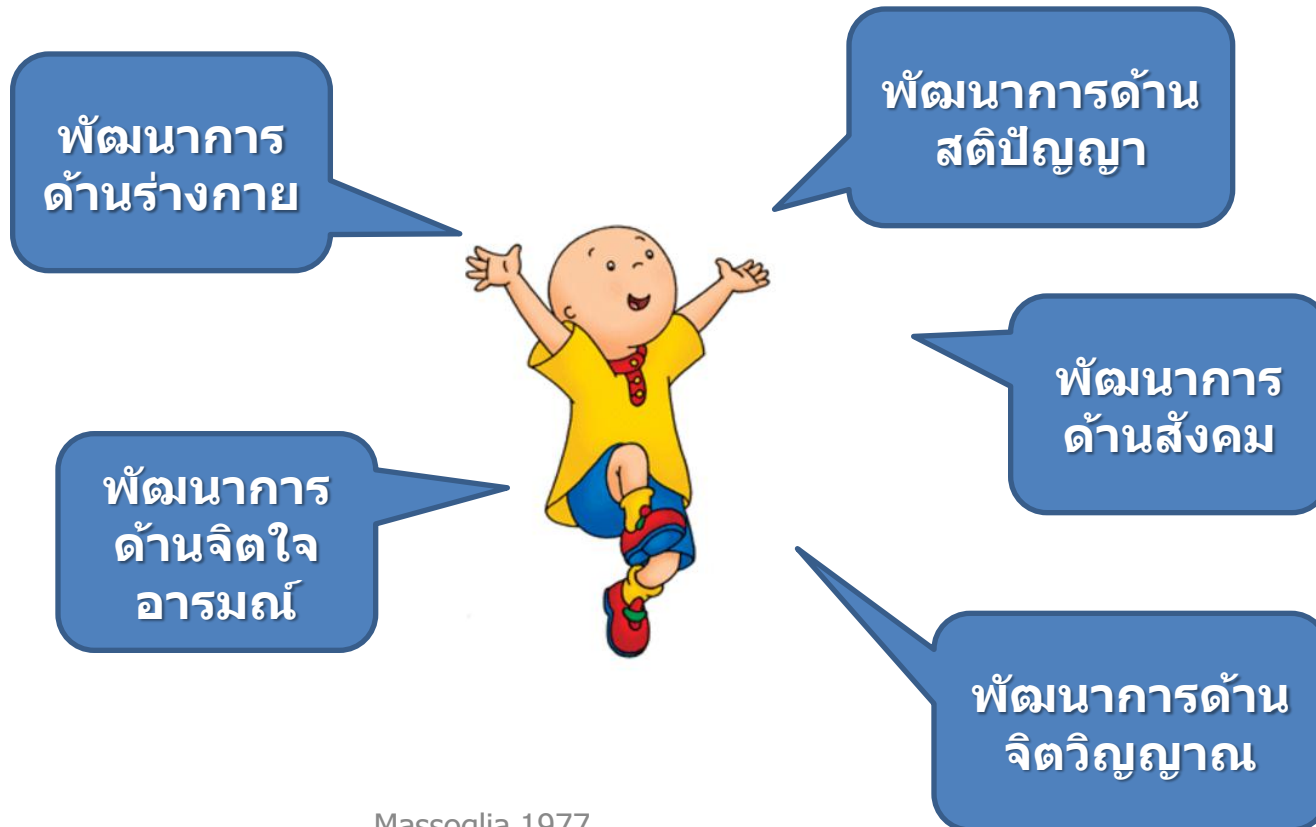 พัฒนาการ
ด้านร่างกาย
พัฒนาการด้าน
สติปัญญา
พัฒนาการ
ด้านสังคม
พัฒนาการ
ด้านจิตใจ
อารมณ์
พัฒนาการด้าน
จิตวิญญาณ
Massoglia 1977